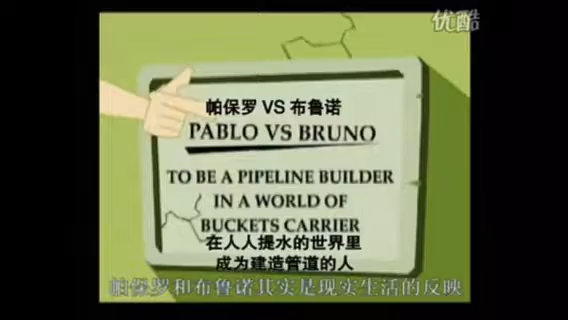 优酷
帕保罗 VS 布鲁诺
PABLO VS BRUNO
TO BE A PIPELINE BUILDER
IN A WORLD OF
BUCKETS CARRIER
在人人提水的世界里
成为建造管道的人
帕保罗和布鲁诺其实是现实生活的反映